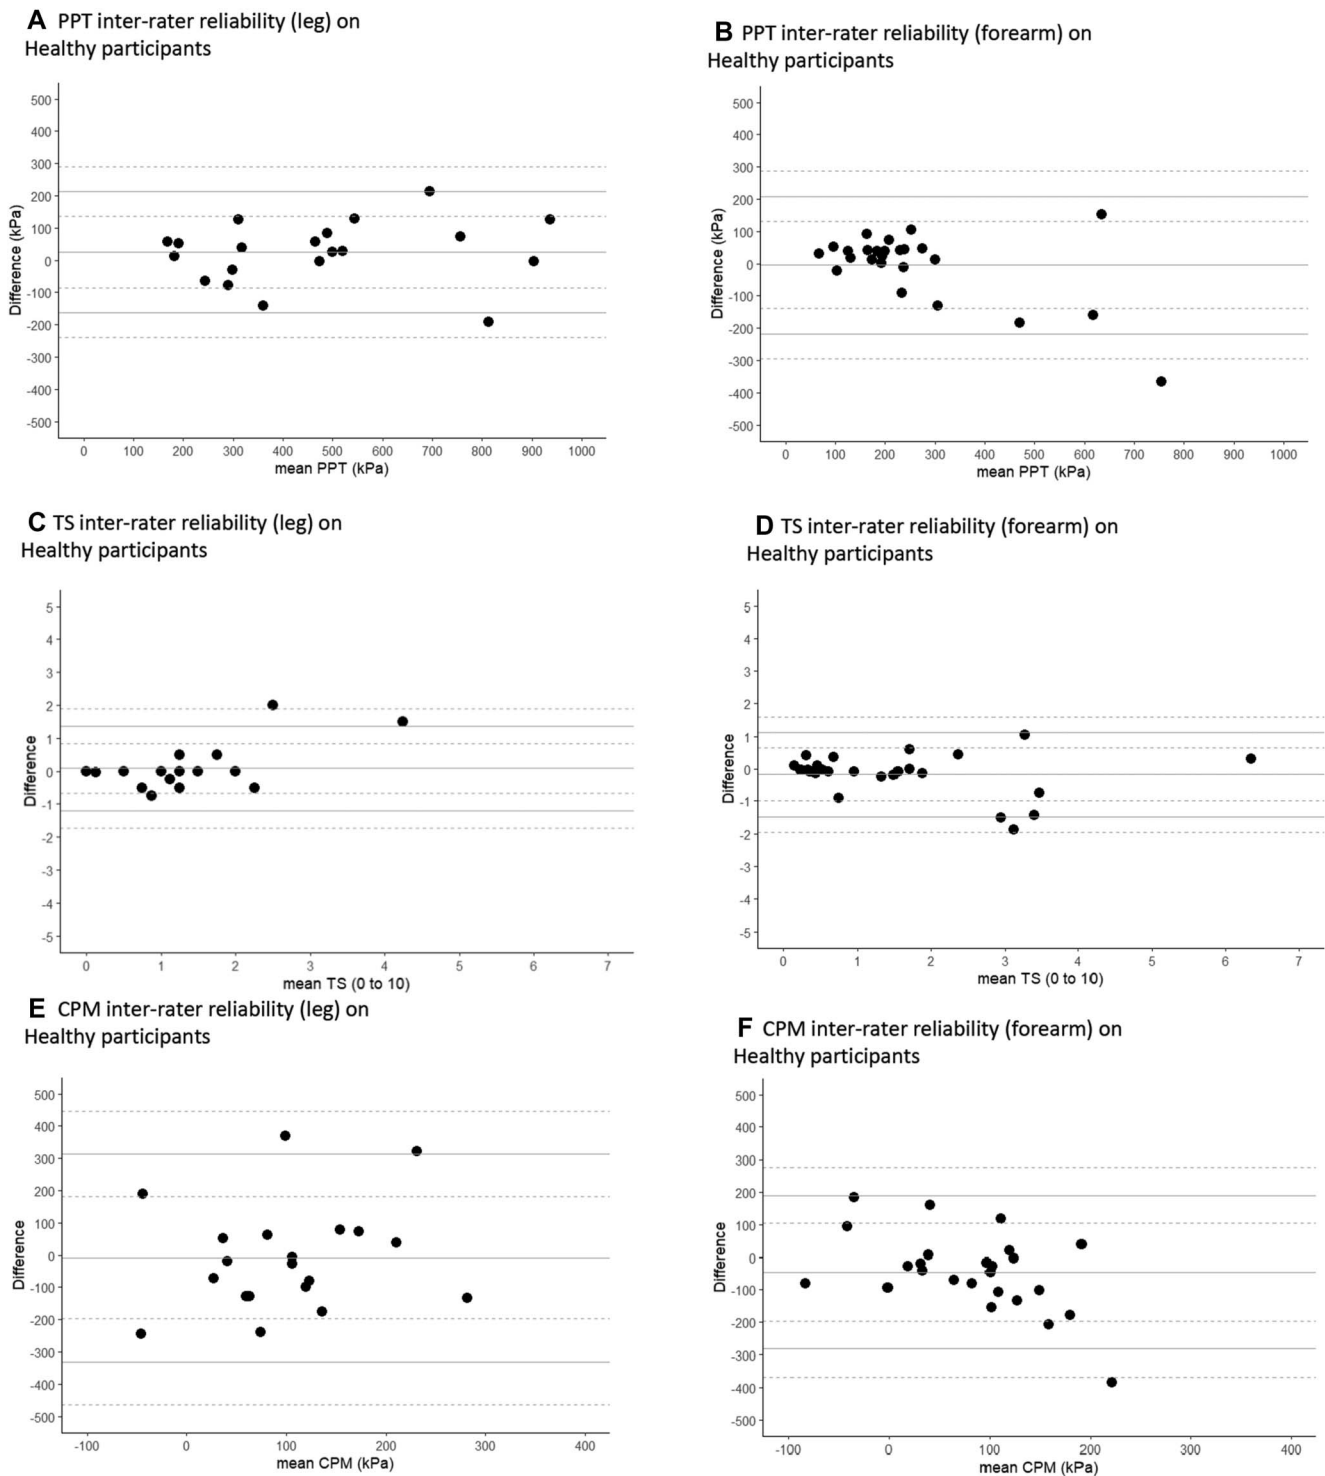 A PPT inter-rater reliability (leg) on
Healthy participants
500
400
300
200
100
0
-100
-200
-300
-400
-500
Difference (kPa)
0 100 200 300 400 500 600 700 800 900 1000
mean PPT (kPa)
B PPT inter-rater reliability (forearm) on
Healthy participants
500
400
300
200
100
0
-100
-200
-300
-400
-500
Difference (kPa)
0 100 200 300 400 500 600 700 800 900 1000
mean PPT (kPa)
C TS inter-rater reliability (leg) on
Healthy participants
5
4
3
2
1
0
-1
-2
-3
-4
-5
Difference
0 1 2 3 4 5 6 7
mean TS (0 to 10)
D TS inter-rater reliability (forearm) on
Healthy participants
5
4
3
2
1
0
-1
-2
-3
-4
-5
Difference
0 1 2 3 4 5 6 7
mean TS (0 to 10)
E CPM inter-rater reliability (leg) on
Healthy participants
500
400
300
200
100
0
-100
-200
-300
-400
-500
Difference
-100 0 100 200 300 400
mean CPM (kPa)
F CPM inter-rater reliability (forearm) on
Healthy participants
500
400
300
200
100
0
-100
-200
-300
-400
-500
Difference
-100 0 100 200 300 400
mean CPM (kPa)